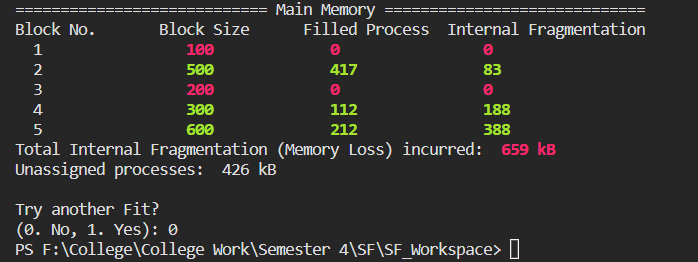 ============================ Main Memory =============================
Block No. Block Size Filled Process Internal Fragmentation
1 100 0 0
2 500 417 83
3 200 0 0
4 300 112 188
5 600 212 388
Total Internal Fragmentation (Memory Loss) incurred: 659 kB
Unassigned processes: 426 kB
Try another Fit?
(0. No, 1. Yes): 0
PS F:\College\College Work\Semester 4\SF\SF_Workspace>